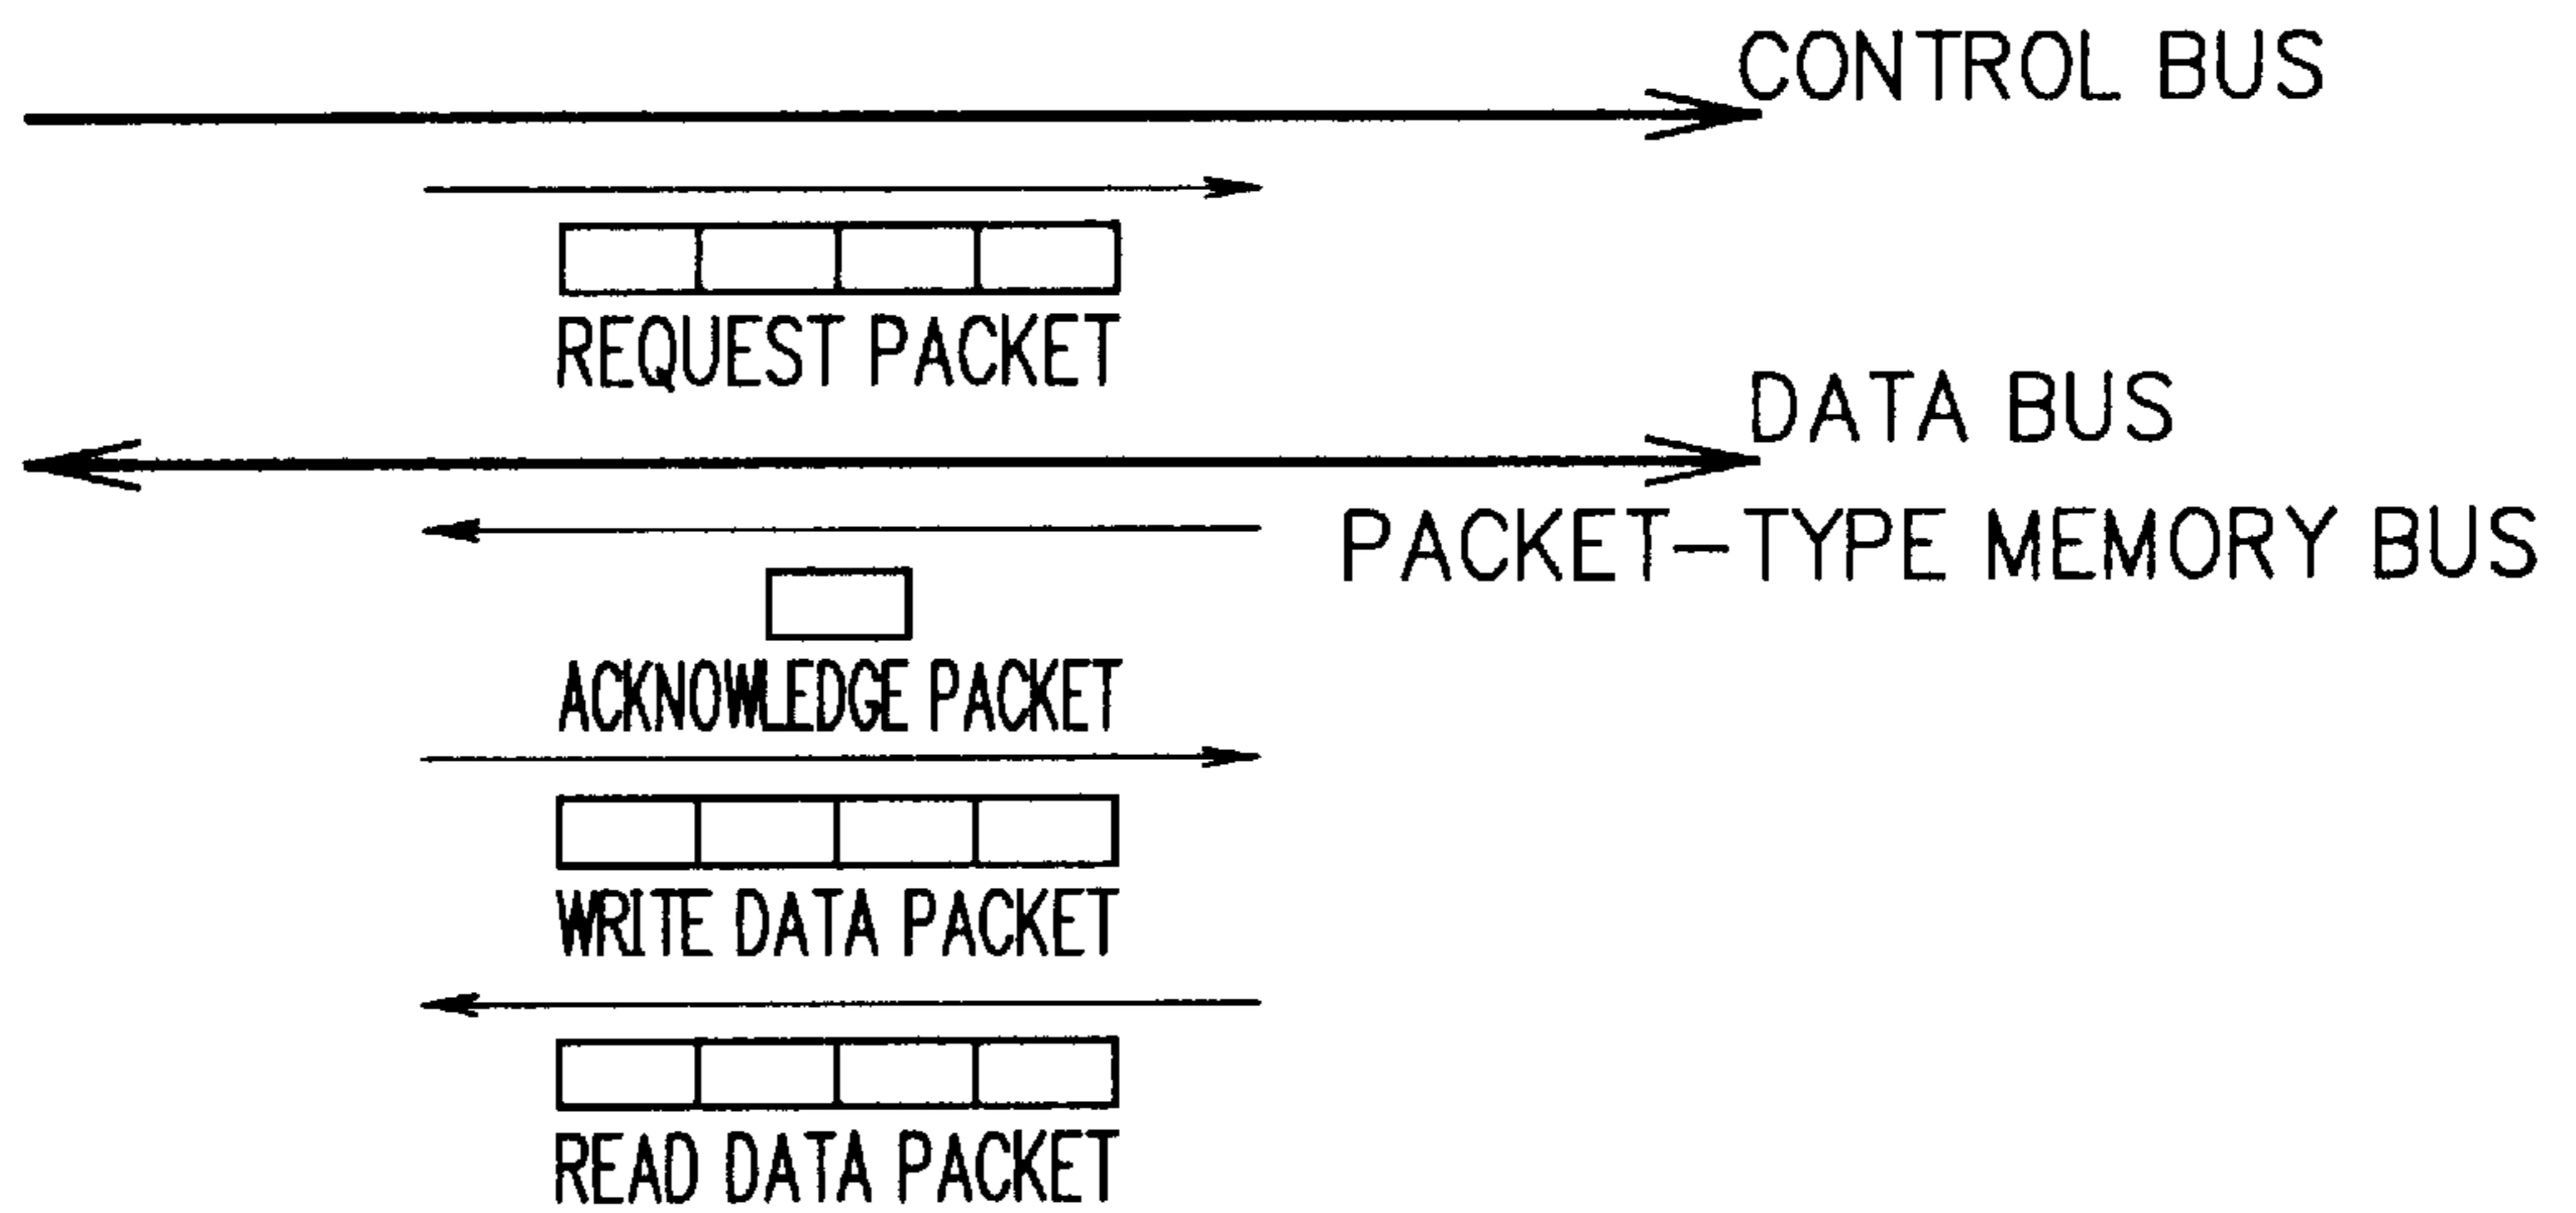 CONTROL BUS
REQUEST PACKET
DATA BUS
PACKET-TYPE MEMORY BUS
ACKNOWLEDGE PACKET
WRITE DATA PACKET
READ DATA PACKET